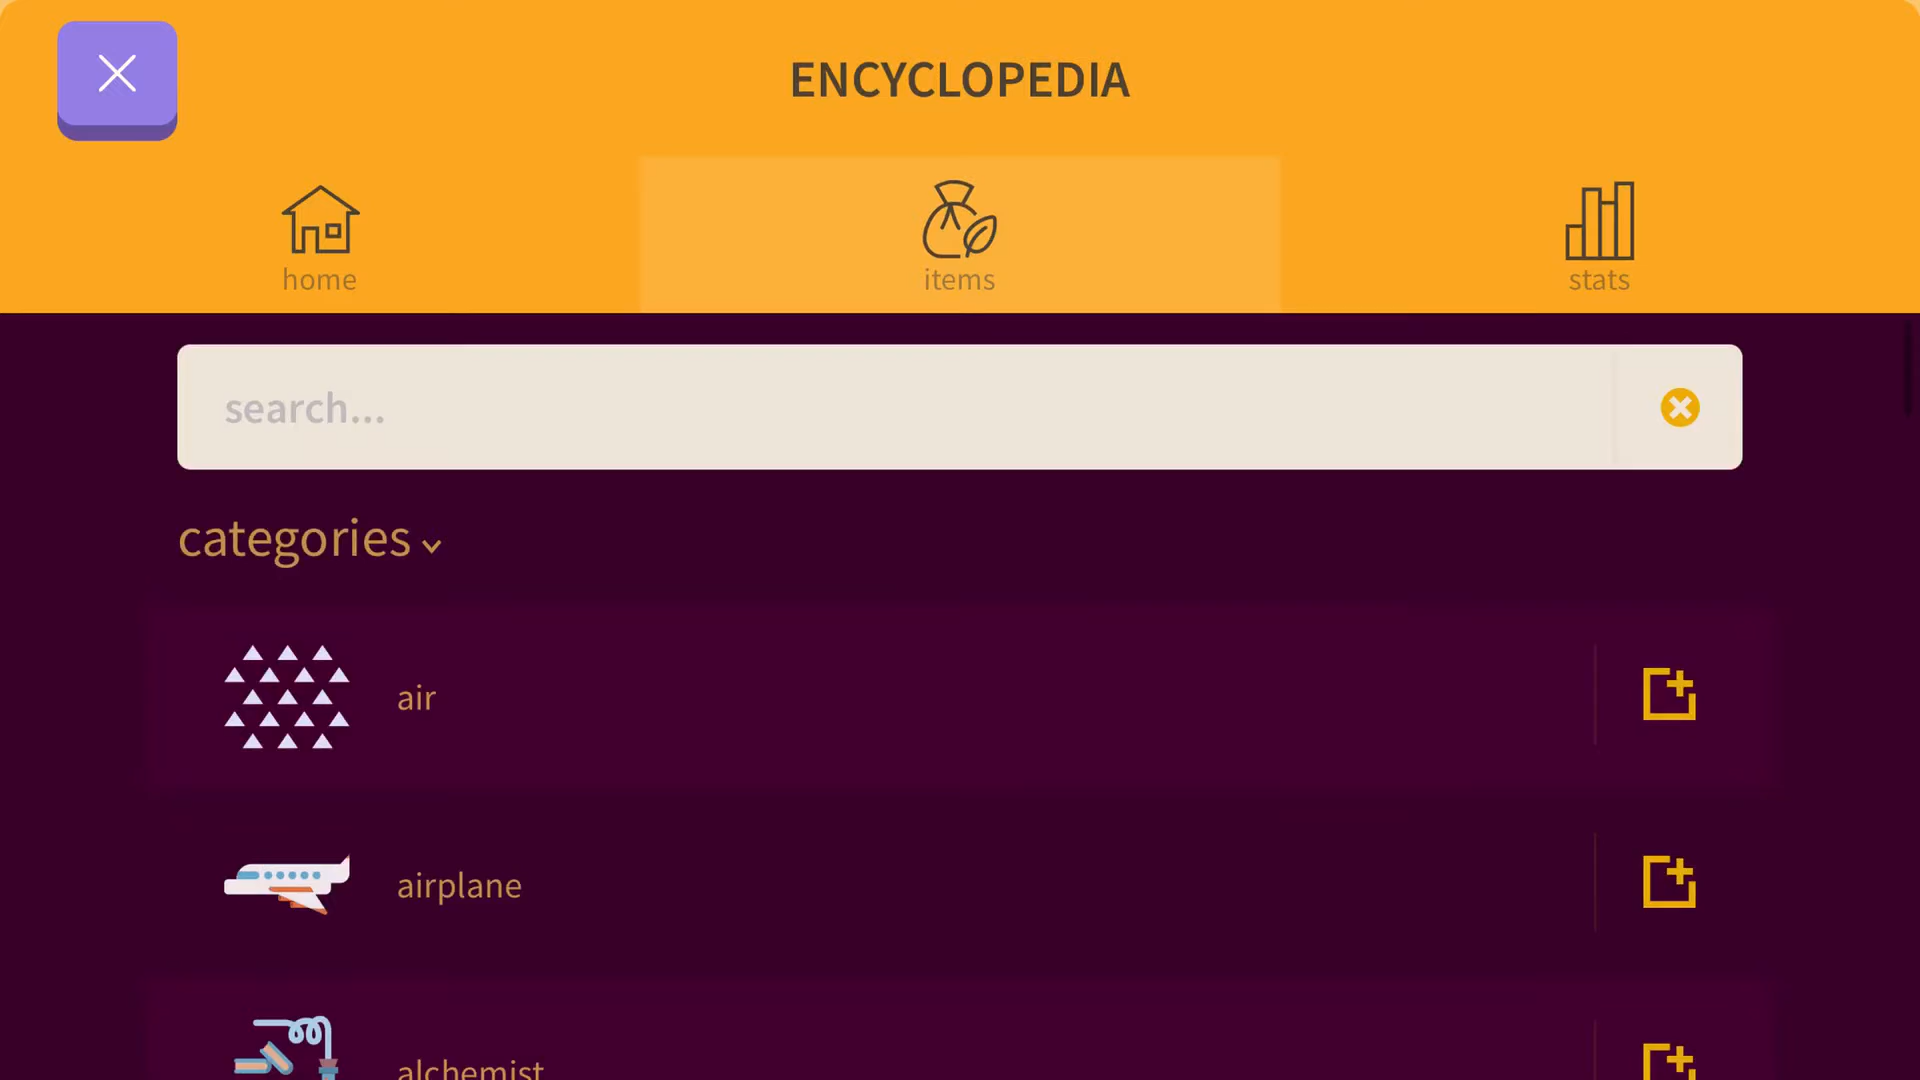 ENCYCLOPEDIA
home
items
stats
search...
categories
air
airplane
alchemist